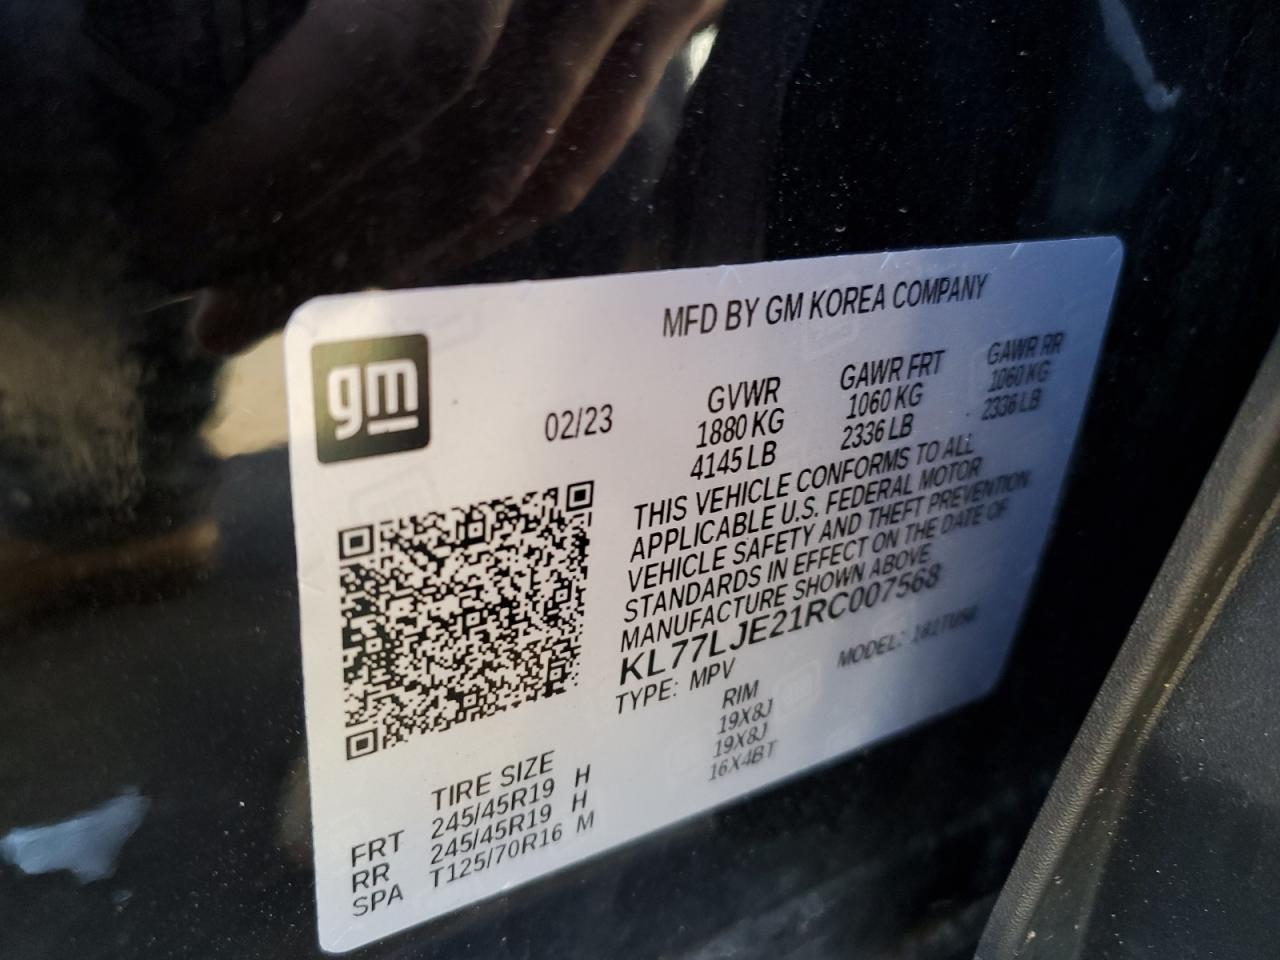 gm
MFD BY GM KOREA COMPANY
02/23
GVWR GAWR FRT GAWR RR
1880 KG 1060 KG 1060 KG
4145 LB 2336 LB 2336 LB
THIS VEHICLE CONFORMS TO ALL
APPLICABLE U.S. FEDERAL MOTOR
VEHICLE SAFETY AND THEFT PREVENTION
STANDARDS IN EFFECT ON THE DATE OF
MANUFACTURE SHOWN ABOVE
KL77LJE21RC007568
TYPE: MPV MODEL:
TIRE SIZE RIM
FRT 245/45R19 H 19X8J
RR 245/45R19 H 19X8J
SPA T125/70R16 M 16X4BT